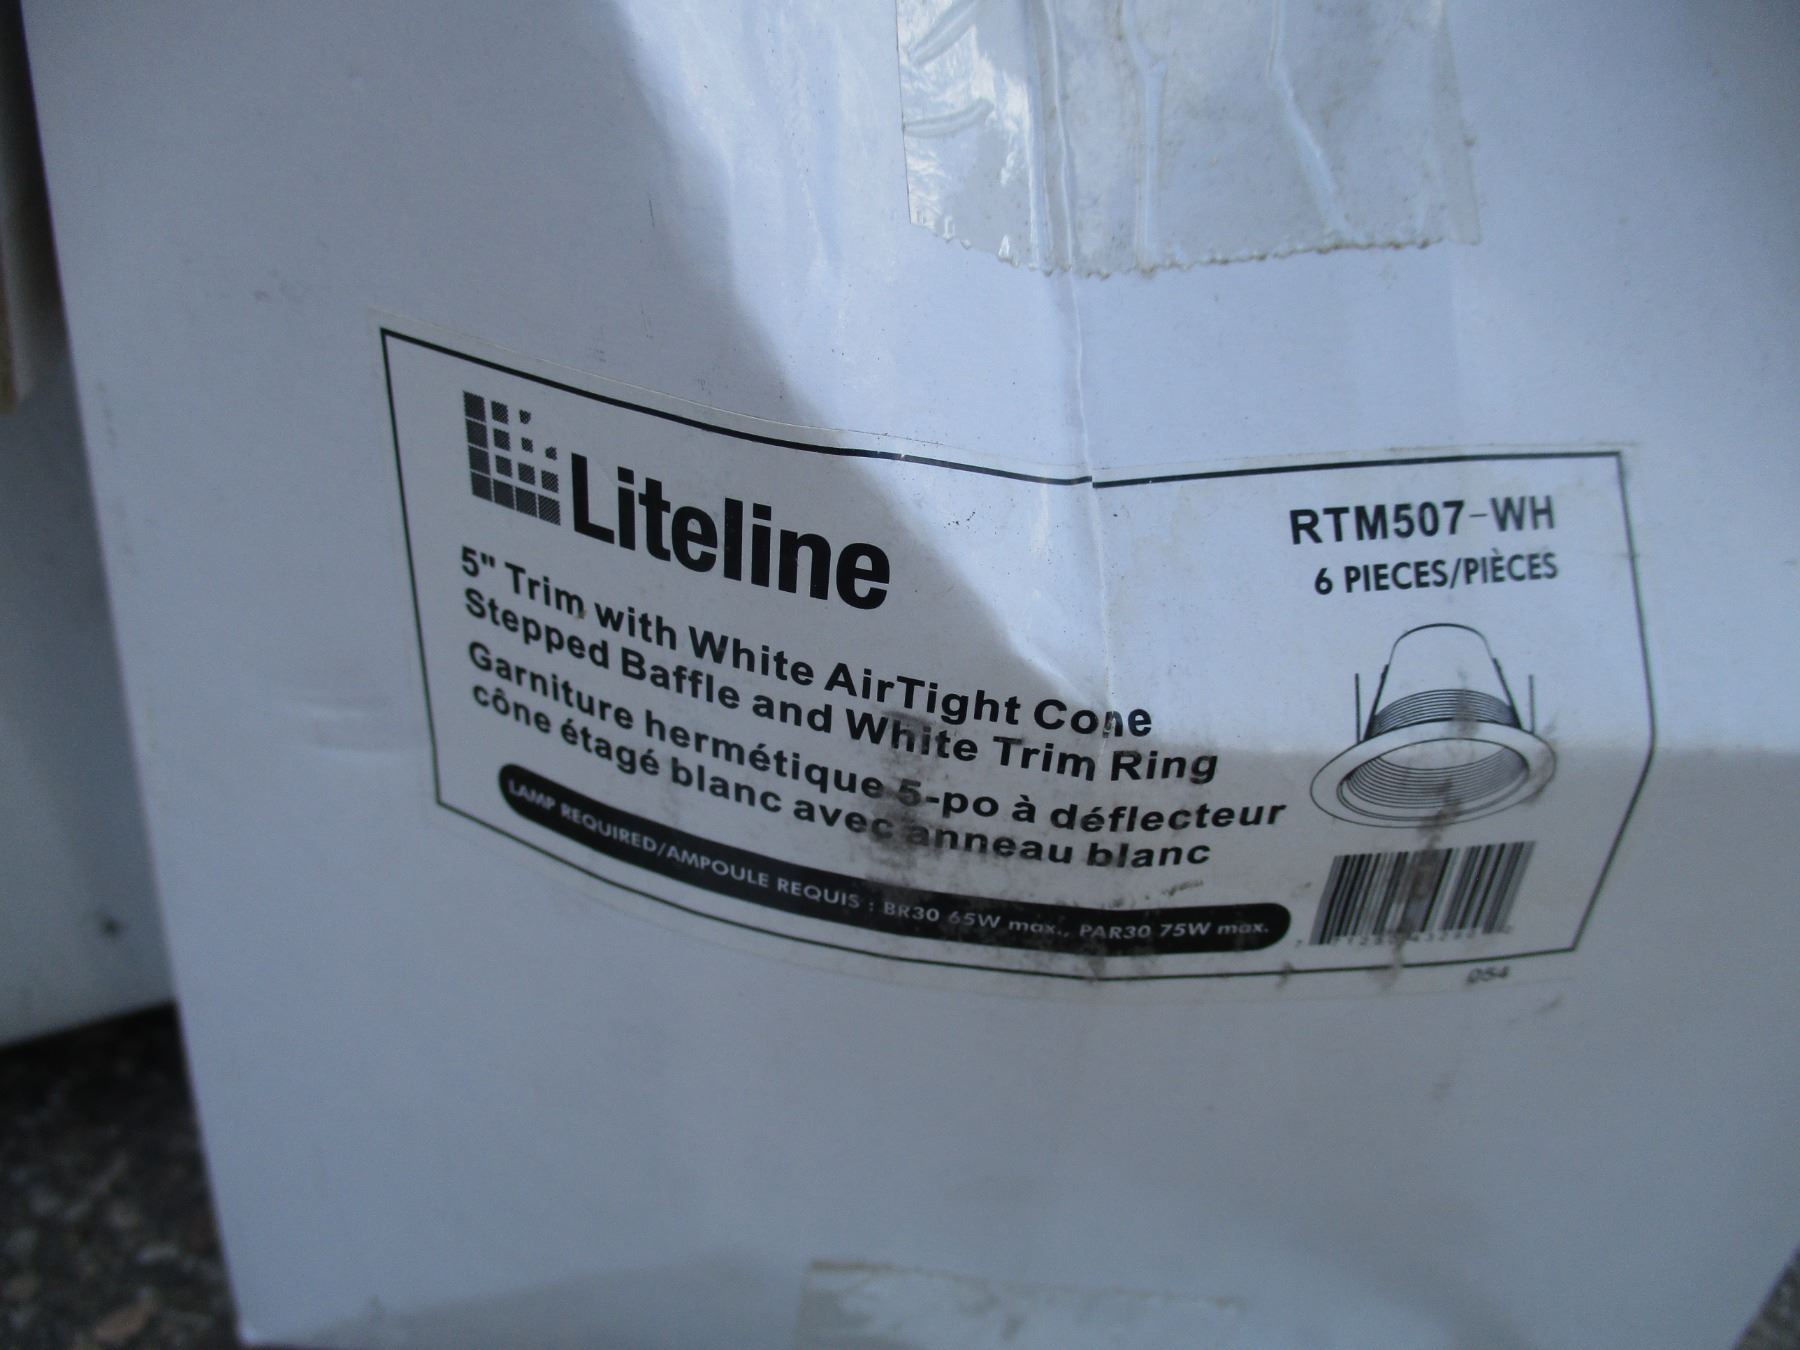 Liteline
RTM507-WH
6 PIECES/PIÈCES
5" Trim with White AirTight Cone
Stepped Baffle and White Trim Ring
Garniture hermétique 5-po à déflecteur
cône étagé blanc avec anneau blanc
LAMP REQUIRED/AMPOULE REQUIS : BR30 65W max., PAR30 75W max.
054